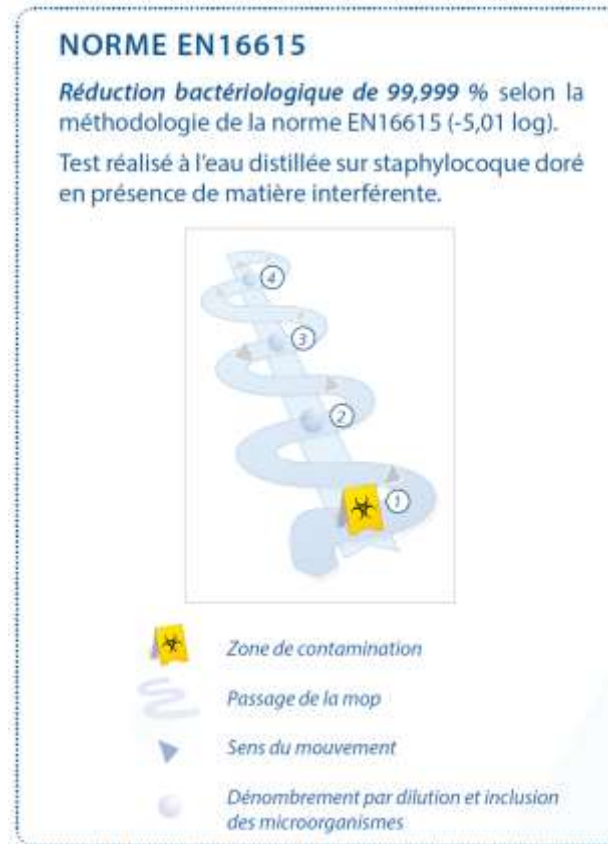 NORME EN16615
Réduction bactériologique de 99,999 % selon la
méthodologie de la norme EN16615 (-5,01 log).
Test réalisé à l'eau distillée sur staphylocoque doré
en présence de matière interférente.
4
3
2
1
Zone de contamination
Passage de la mop
Sens du mouvement
Dénombrement par dilution et inclusion
des microorganismes